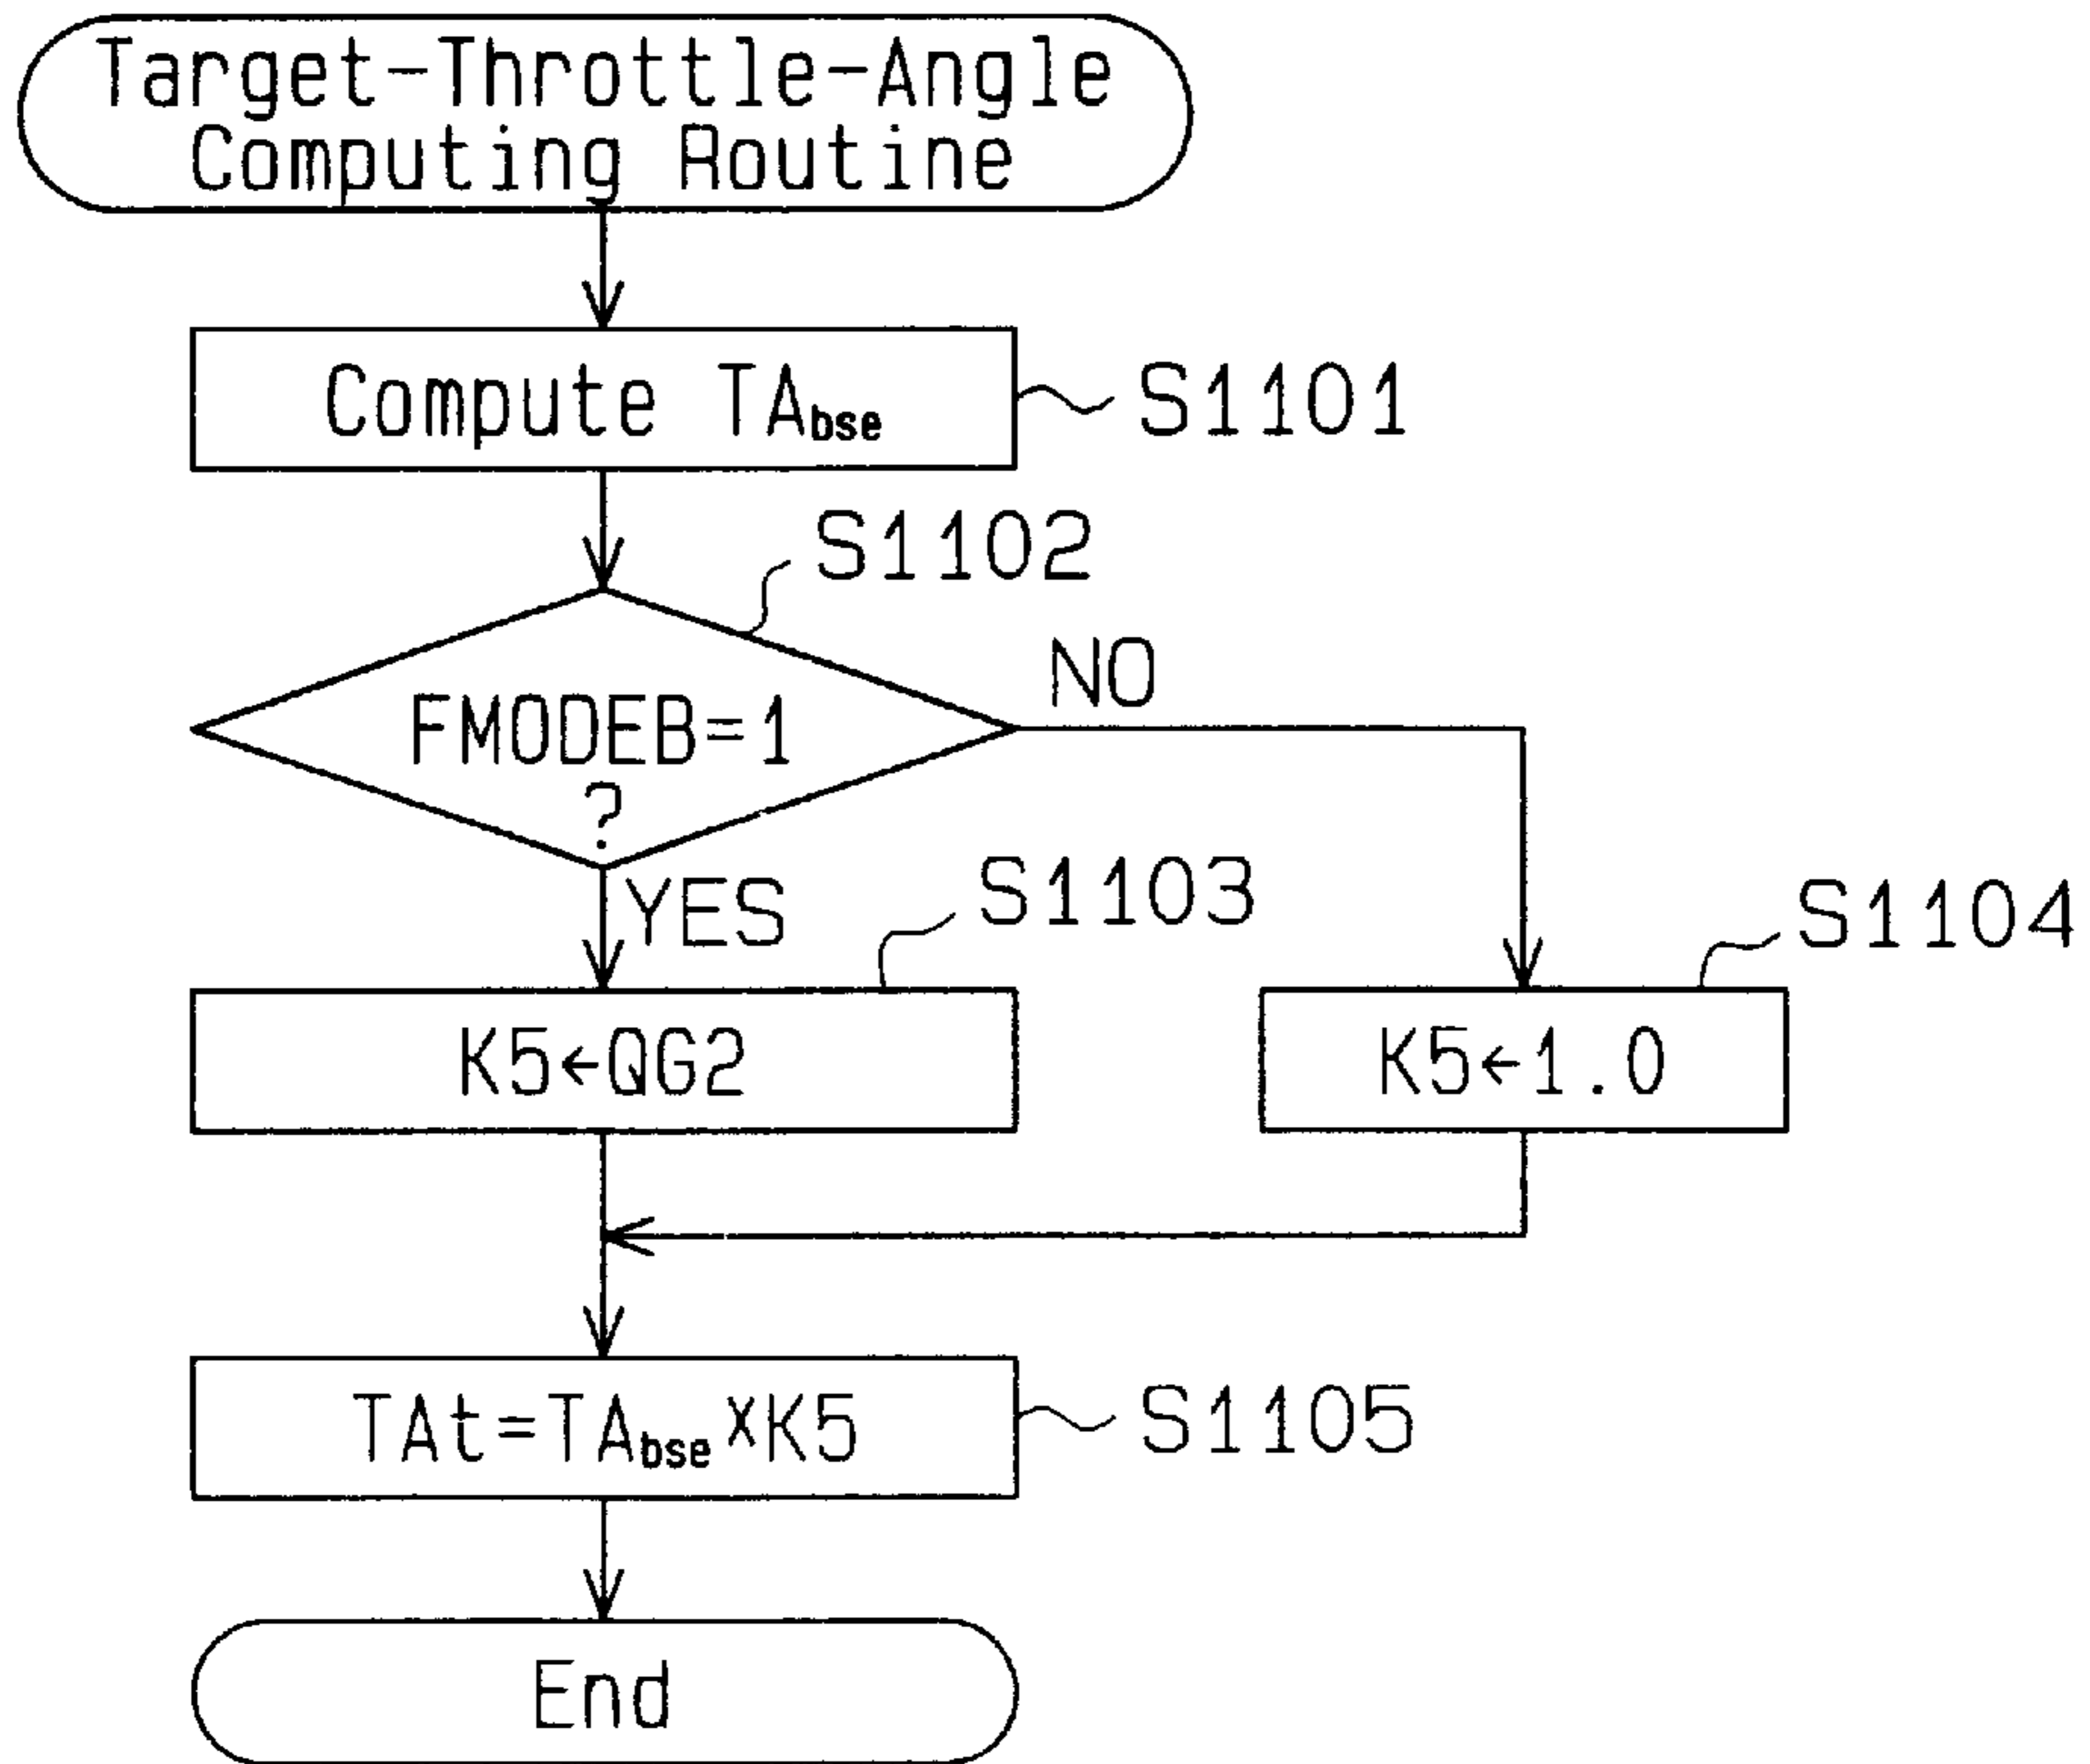 Target-Throttle-Angle
Computing Routine
Compute TAbse
S1101
S1102
FMODEB=1
?
NO
YES
S1103
S1104
K5←QG2
K5←1.0
TAt=TAbse×K5
S1105
End